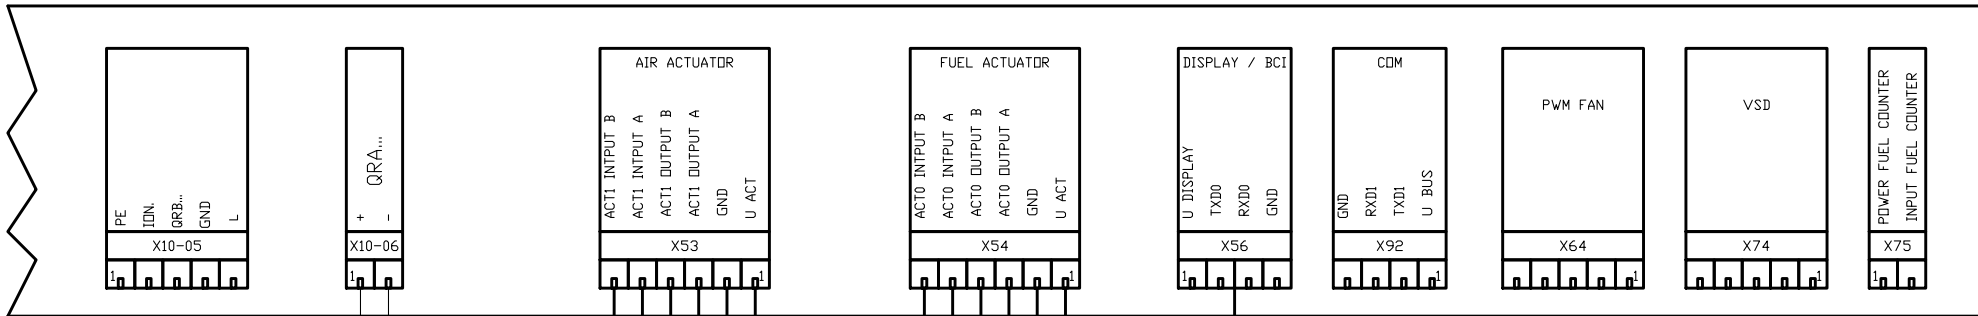 PE
ION.
QRB...
GND
L
X10-05
1
QRA...
+
-
X10-06
1
AIR ACTUATOR
ACT1 INTPUT B
ACT1 INTPUT A
ACT1 OUTPUT B
ACT1 OUTPUT A
GND
U ACT
X53
1
FUEL ACTUATOR
ACT0 INTPUT B
ACT0 INTPUT A
ACT0 OUTPUT B
ACT0 OUTPUT A
GND
U ACT
X54
1
DISPLAY / BCI
U DISPLAY
TXD0
RXD0
GND
X56
1
COM
GND
RXD1
TXD1
U BUS
X92
1
PWM FAN
X64
1
VSD
X74
1
POWER FUEL COUNTER
INPUT FUEL COUNTER
X75
1